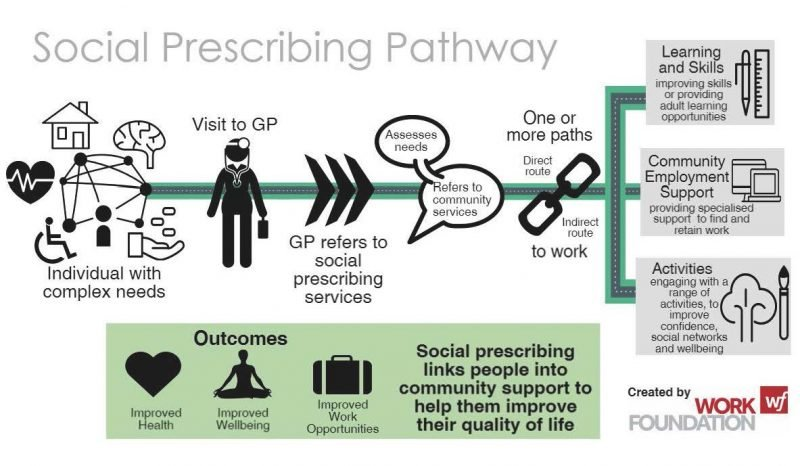 Social Prescribing Pathway
Individual with
complex needs
Visit to GP
GP refers to
social
prescribing
services
Assesses
needs
Refers to
community
services
One or
more paths
Direct
route
Indirect
route
to work
Learning
and Skills
improving skills
or providing
adult learning
opportunities
Community
Employment
Support
providing specialised
support to find and
retain work
Activities
engaging with a
range of
activities, to
improve
confidence,
social networks
and wellbeing
Outcomes
Improved
Health
Improved
Wellbeing
Improved
Work
Opportunities
Social prescribing
links people into
community support to
help them improve
their quality of life
Created by
WORK wf
FOUNDATION